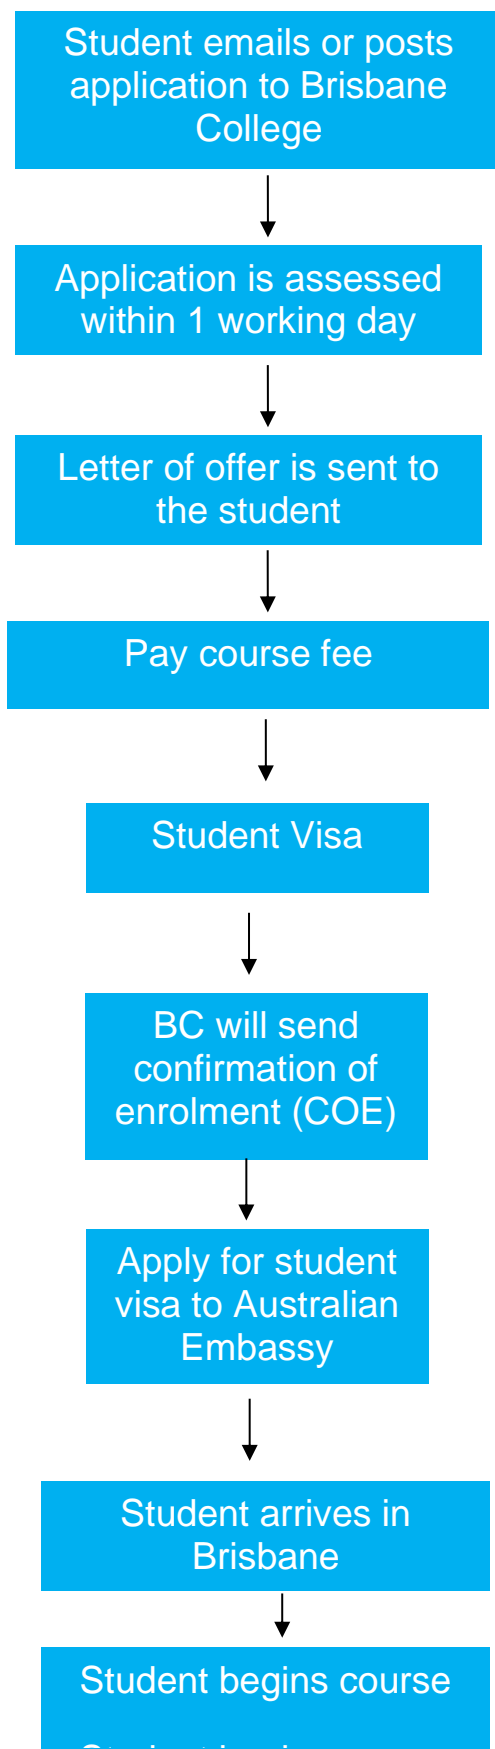 Student emails or posts
application to Brisbane
College
Application is assessed
within 1 working day
Letter of offer is sent to
the student
Pay course fee
Student Visa
BC will send
confirmation of
enrolment (COE)
Apply for student
visa to Australian
Embassy
Student arrives in
Brisbane
Student begins course